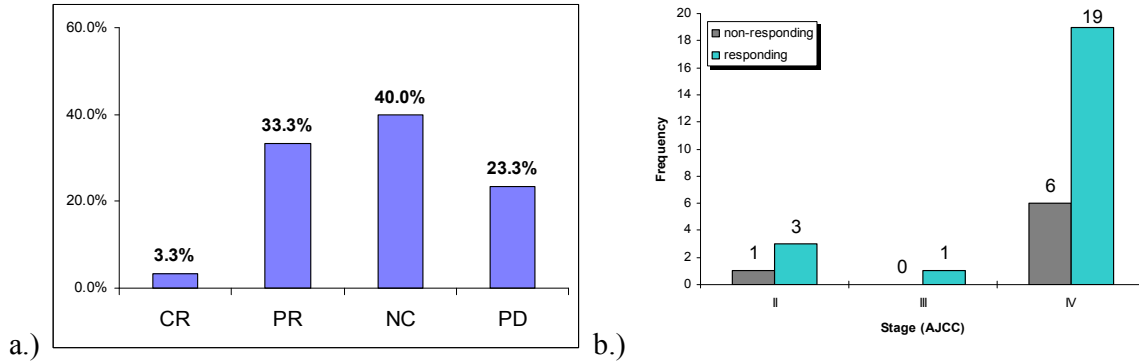 60.0%
40.0%
20.0%
0.0%
3.3%
33.3%
40.0%
23.3%
CR PR NC PD
a.)
20
18
16
14
12
10
8
6
4
2
0
Frequency
non-responding
responding
1 3
0 1
6 19
II III IV
Stage (AJCC)
b.)